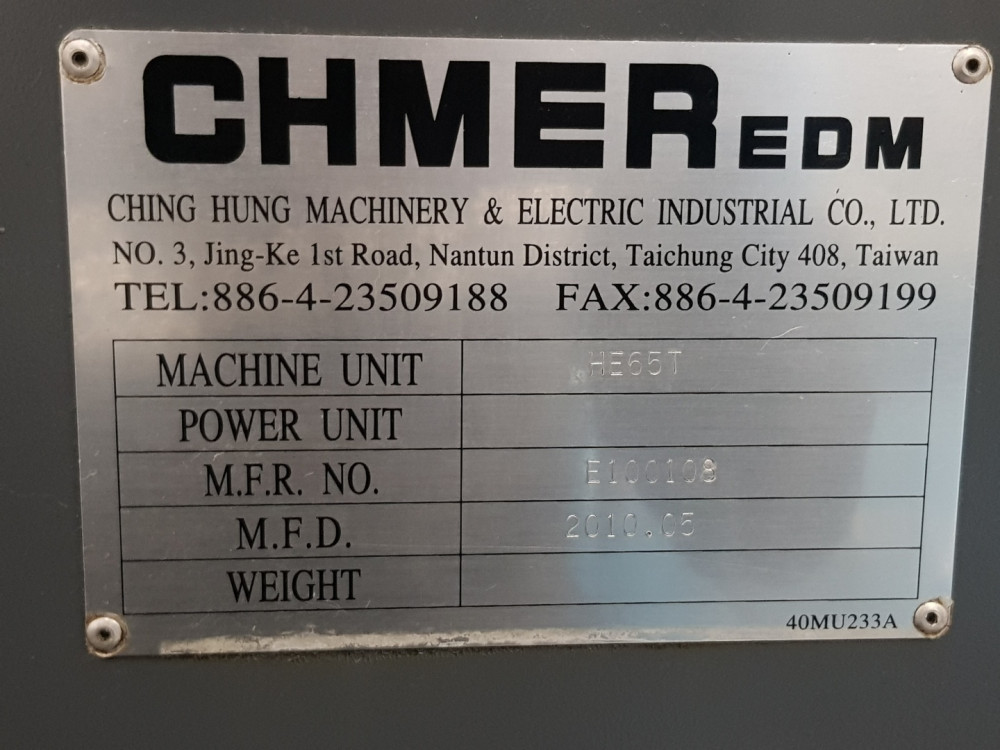 CHMER EDM
CHING HUNG MACHINERY & ELECTRIC INDUSTRIAL CO., LTD.
NO. 3, Jing-Ke 1st Road, Nantun District, Taichung City 408, Taiwan
TEL:886-4-23509188 FAX:886-4-23509199
MACHINE UNIT HE65T
POWER UNIT
M.F.R. NO. E100108
M.F.D. 2010.05
WEIGHT
40MU233A